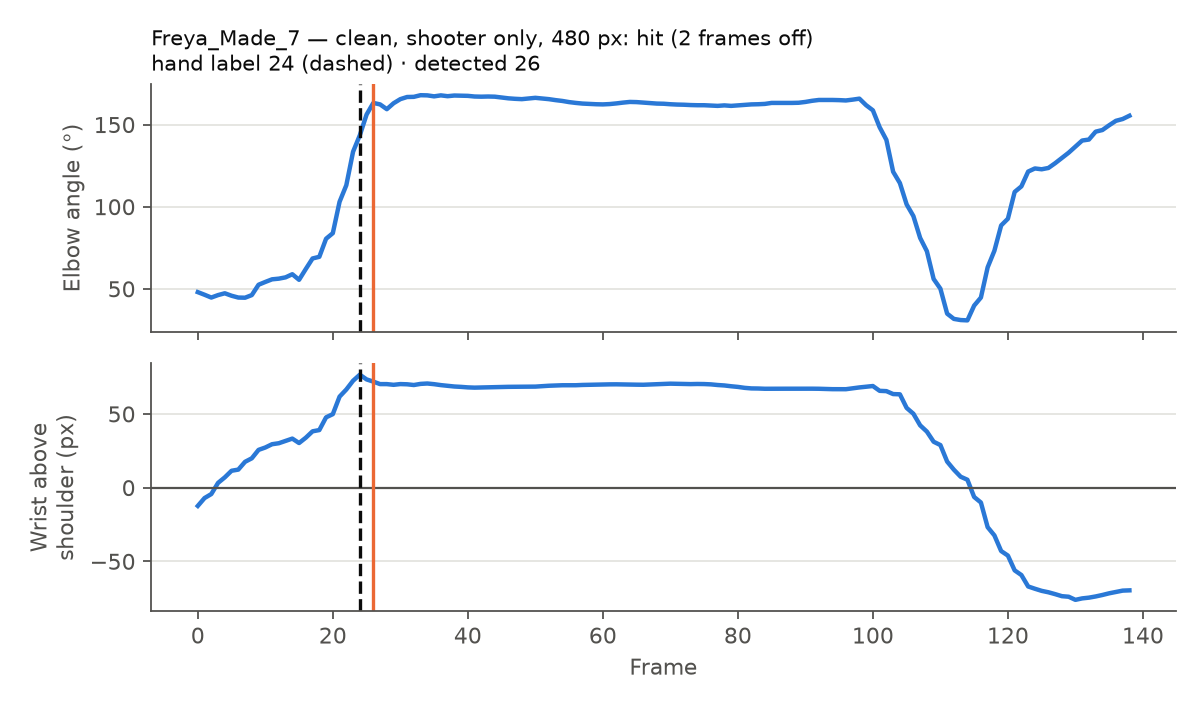 Freya_Made_7 — clean, shooter only, 480 px: hit (2 frames off)
hand label 24 (dashed) · detected 26
Elbow angle (°)
150
100
50
Wrist above
shoulder (px)
50
0
−50
0 20 40 60 80 100 120 140
Frame